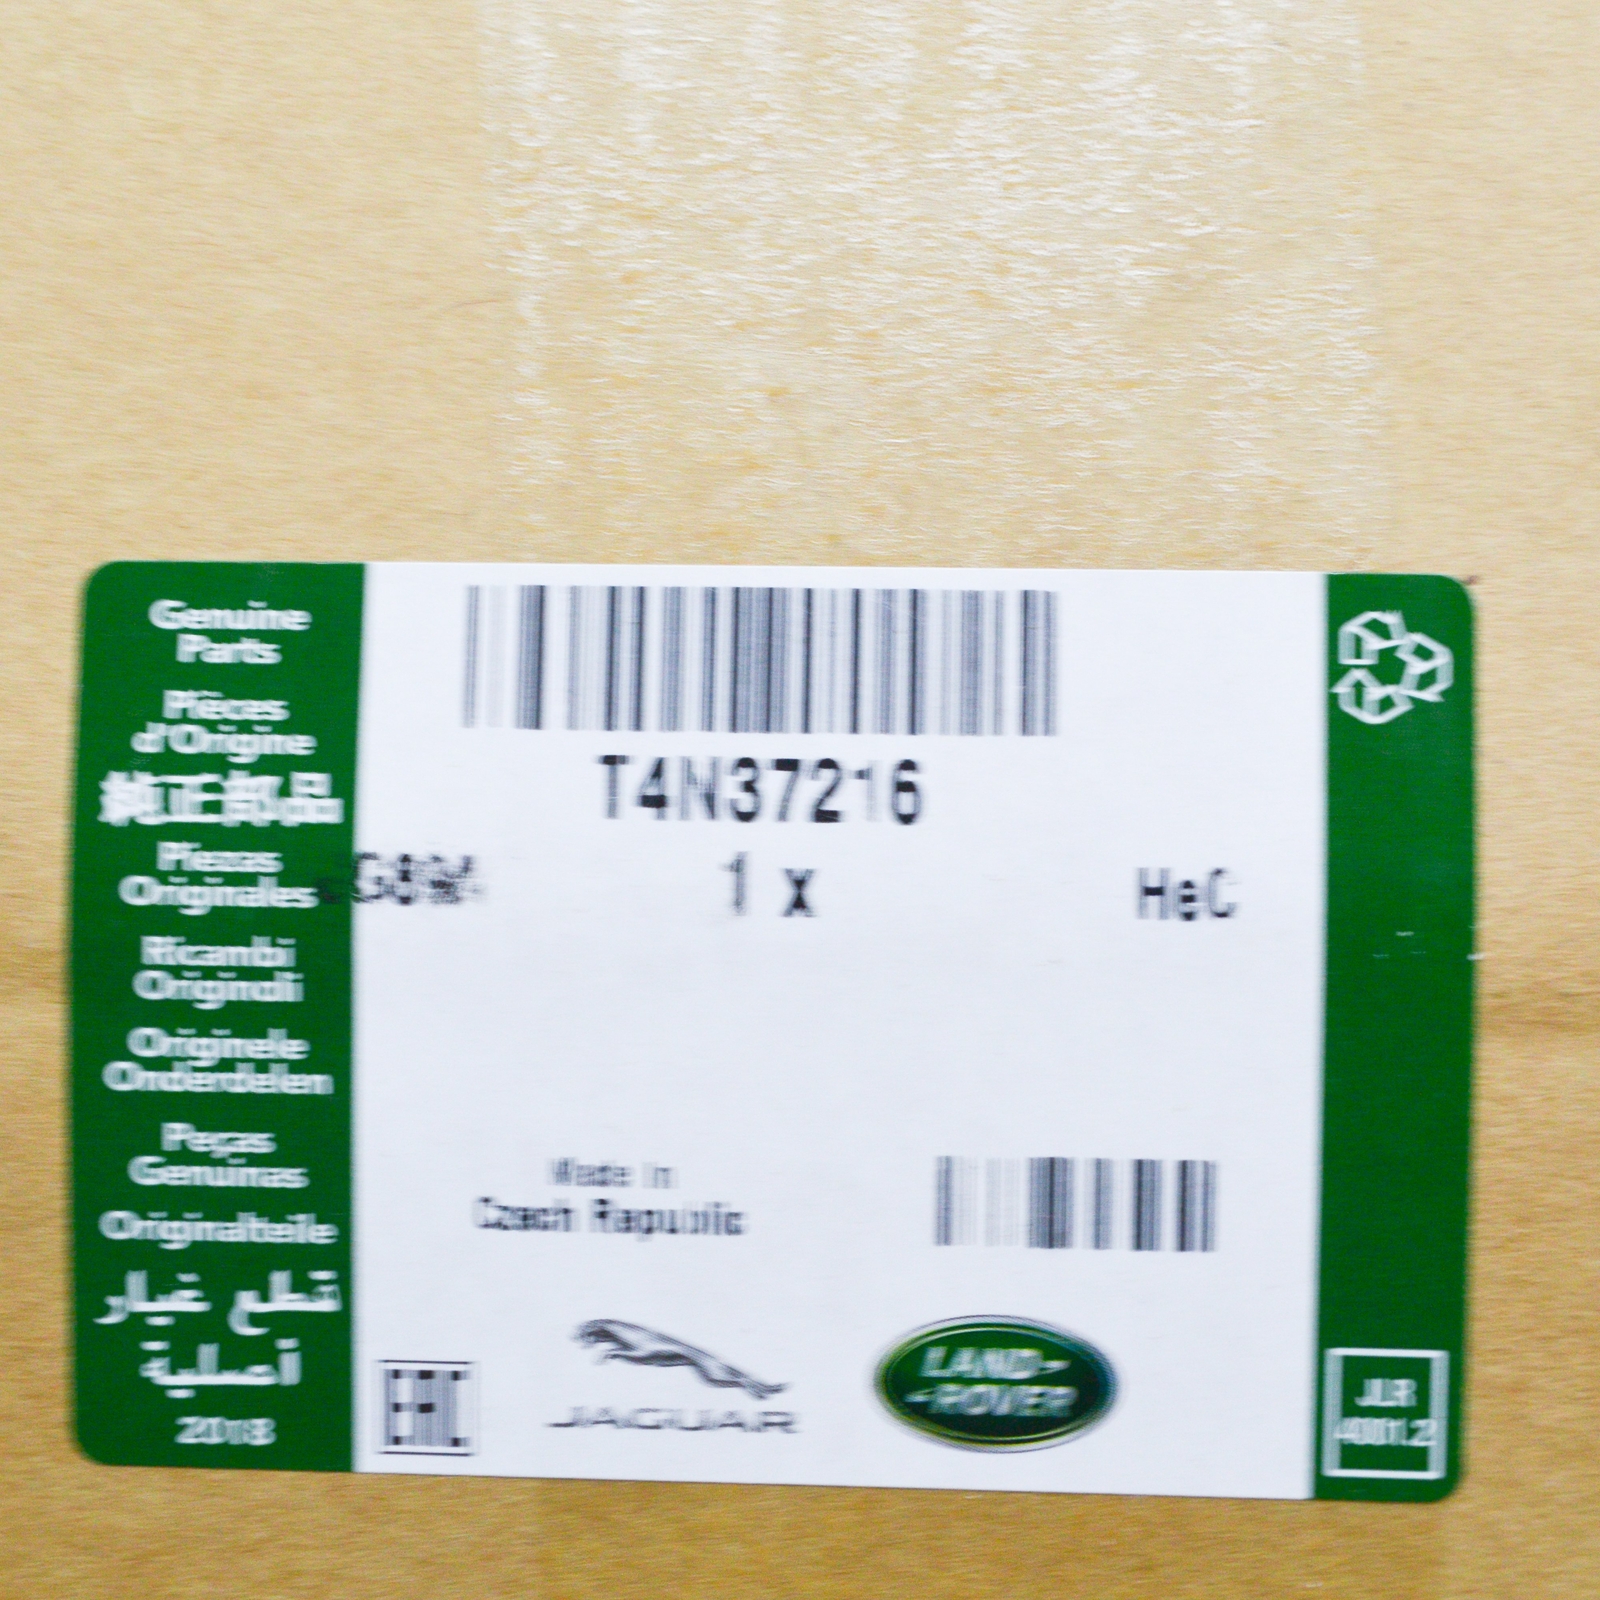 Genuine
Parts
Pièces
d'Origine
純正部品
Piezas
Originales
Ricambi
Originali
Originele
Onderdelen
Peças
Genuínas
Originalteile
قطع غيار
أصلية
2018
T4N37216
1 x
HeC
Made in
Czech Republic
JAGUAR
LAND-
-ROVER
JLR